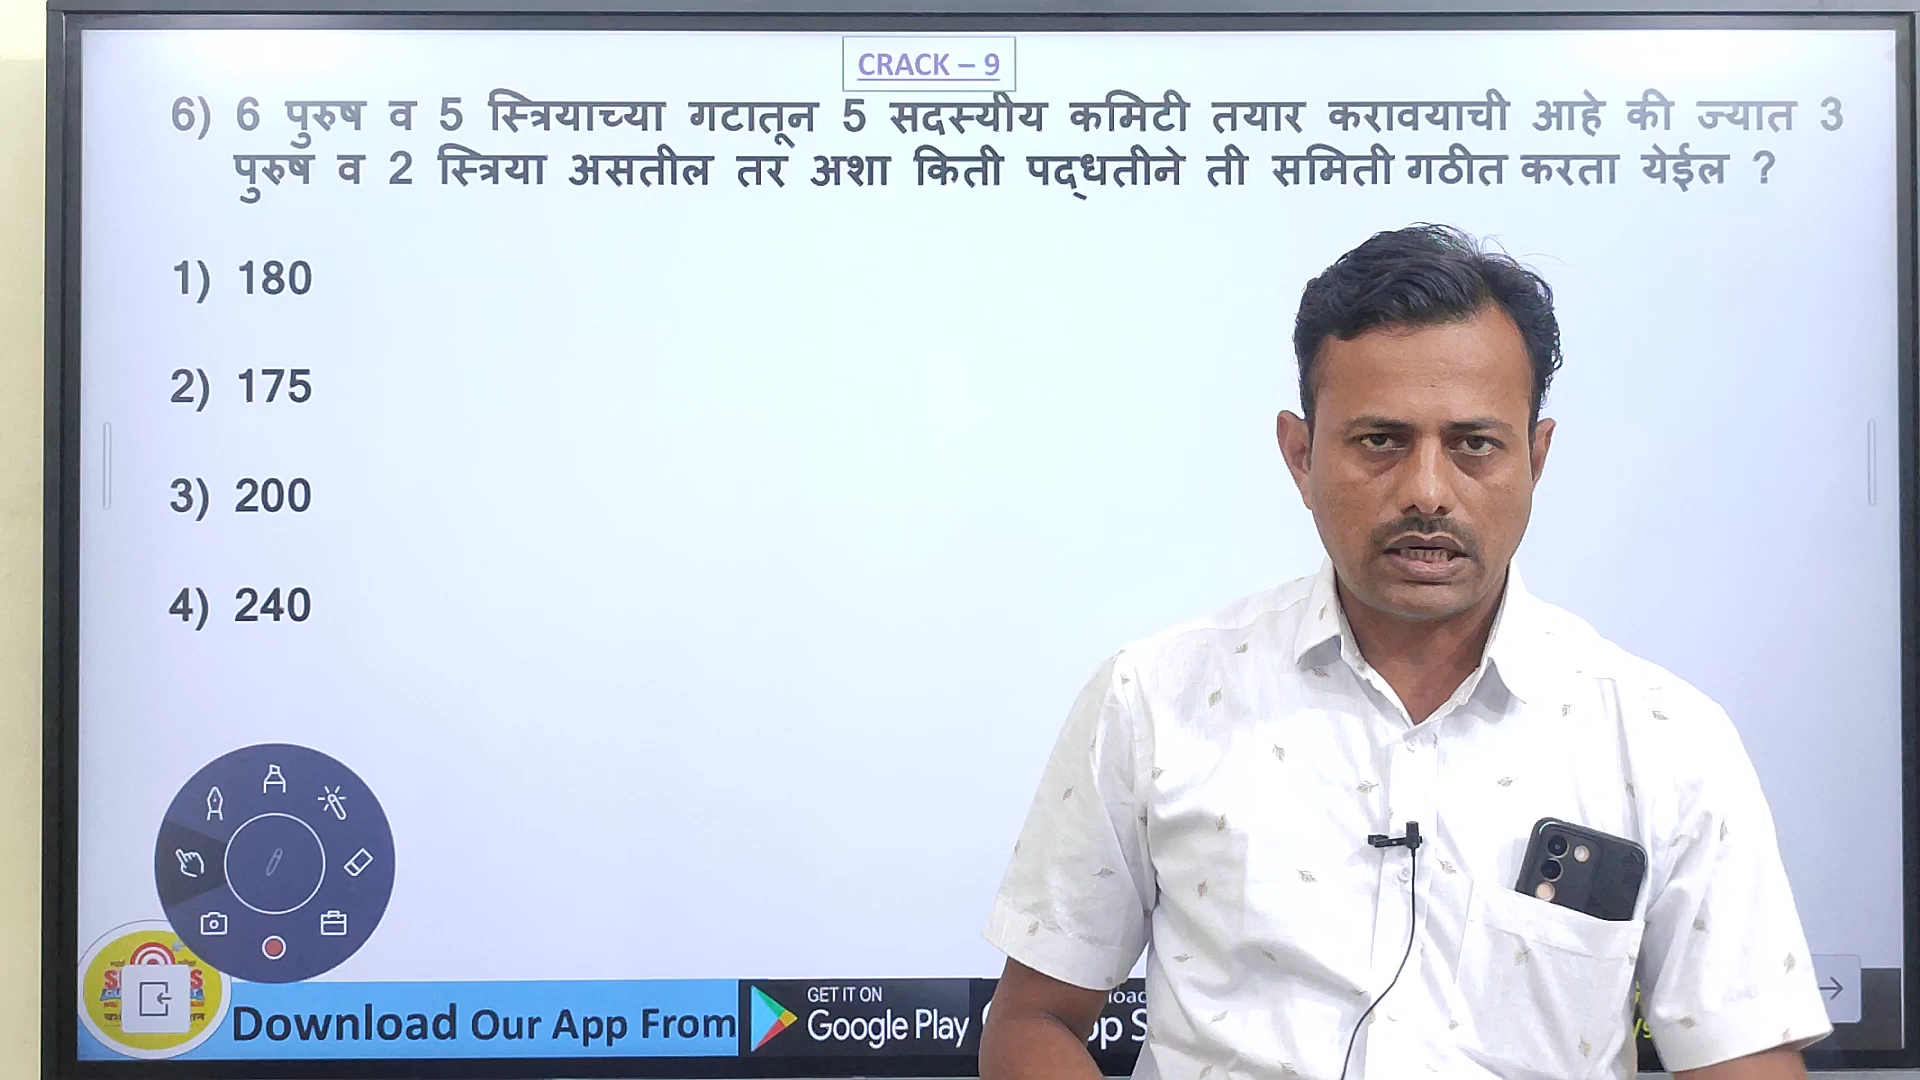 CRACK – 9
6) 6 पुरुष व 5 स्त्रियाच्या गटातून 5 सदस्यीय कमिटी तयार करावयाची आहे की ज्यात 3
पुरुष व 2 स्त्रिया असतील तर अशा किती पद्धतीने ती समिती गठीत करता येईल ?
1) 180
2) 175
3) 200
4) 240
Download Our App From
GET IT ON
Google Play